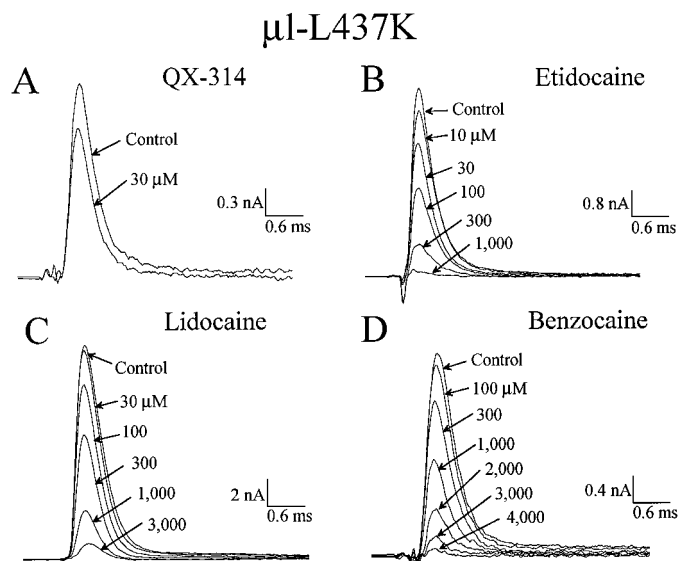 µl-L437K
A
QX-314
Control
30 µM
0.3 nA
0.6 ms
B
Etidocaine
Control
10 µM
30
100
300
1,000
0.8 nA
0.6 ms
C
Lidocaine
Control
30 µM
100
300
1,000
3,000
2 nA
0.6 ms
D
Benzocaine
Control
100 µM
300
1,000
2,000
3,000
4,000
0.4 nA
0.6 ms